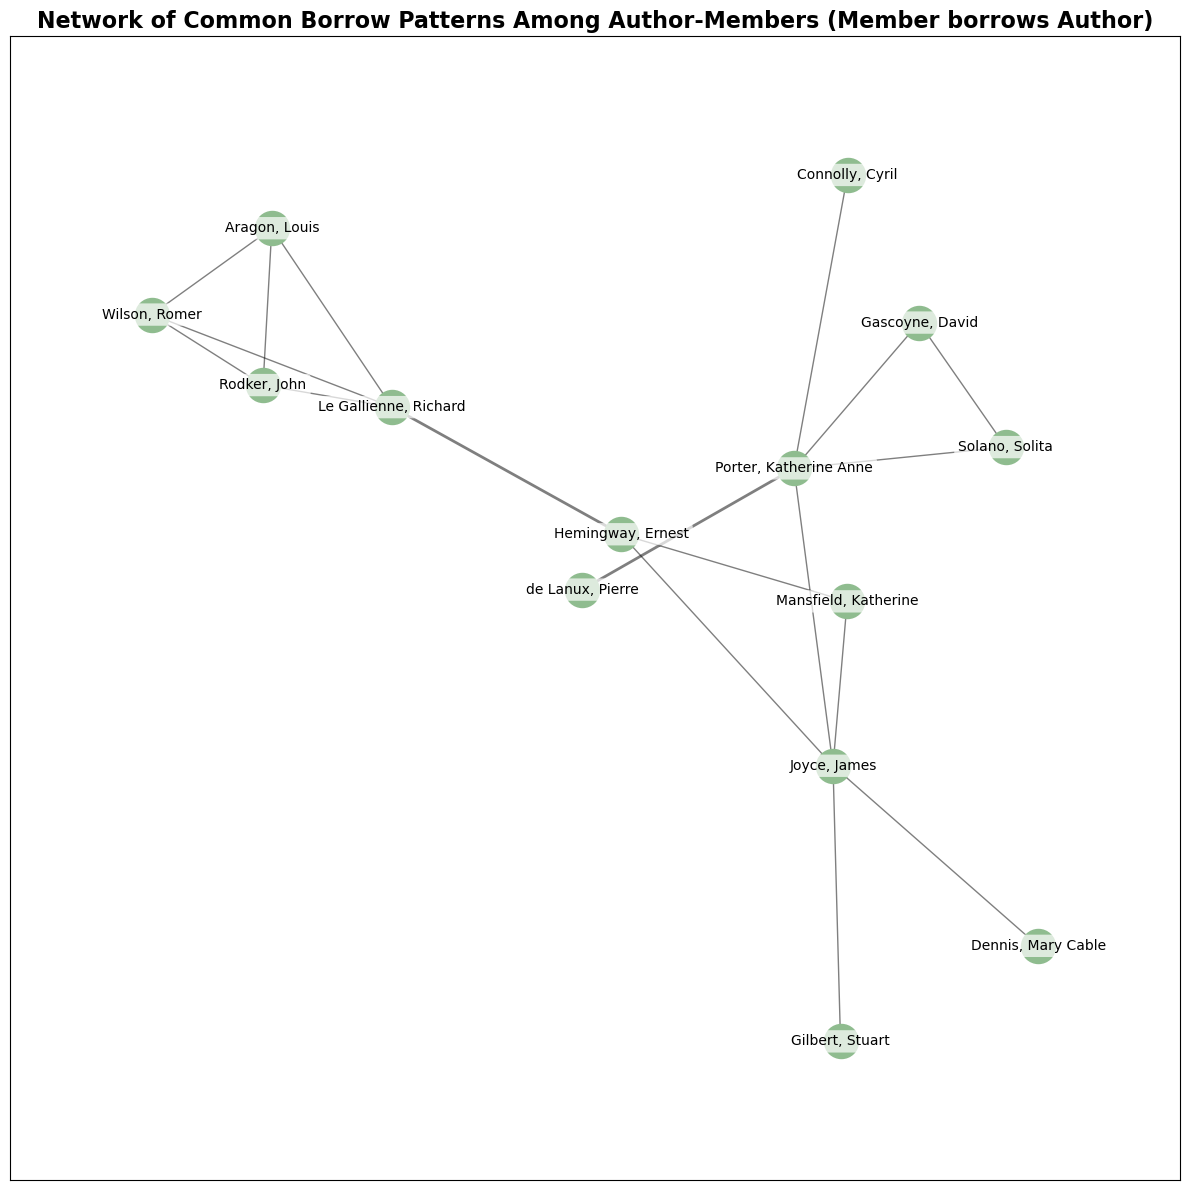 Network of Common Borrow Patterns Among Author-Members (Member borrows Author)
Connolly, Cyril
Aragon, Louis
Wilson, Romer
Gascoyne, David
Rodker, John
Le Gallienne, Richard
Solano, Solita
Porter, Katherine Anne
Hemingway, Ernest
de Lanux, Pierre
Mansfield, Katherine
Joyce, James
Dennis, Mary Cable
Gilbert, Stuart